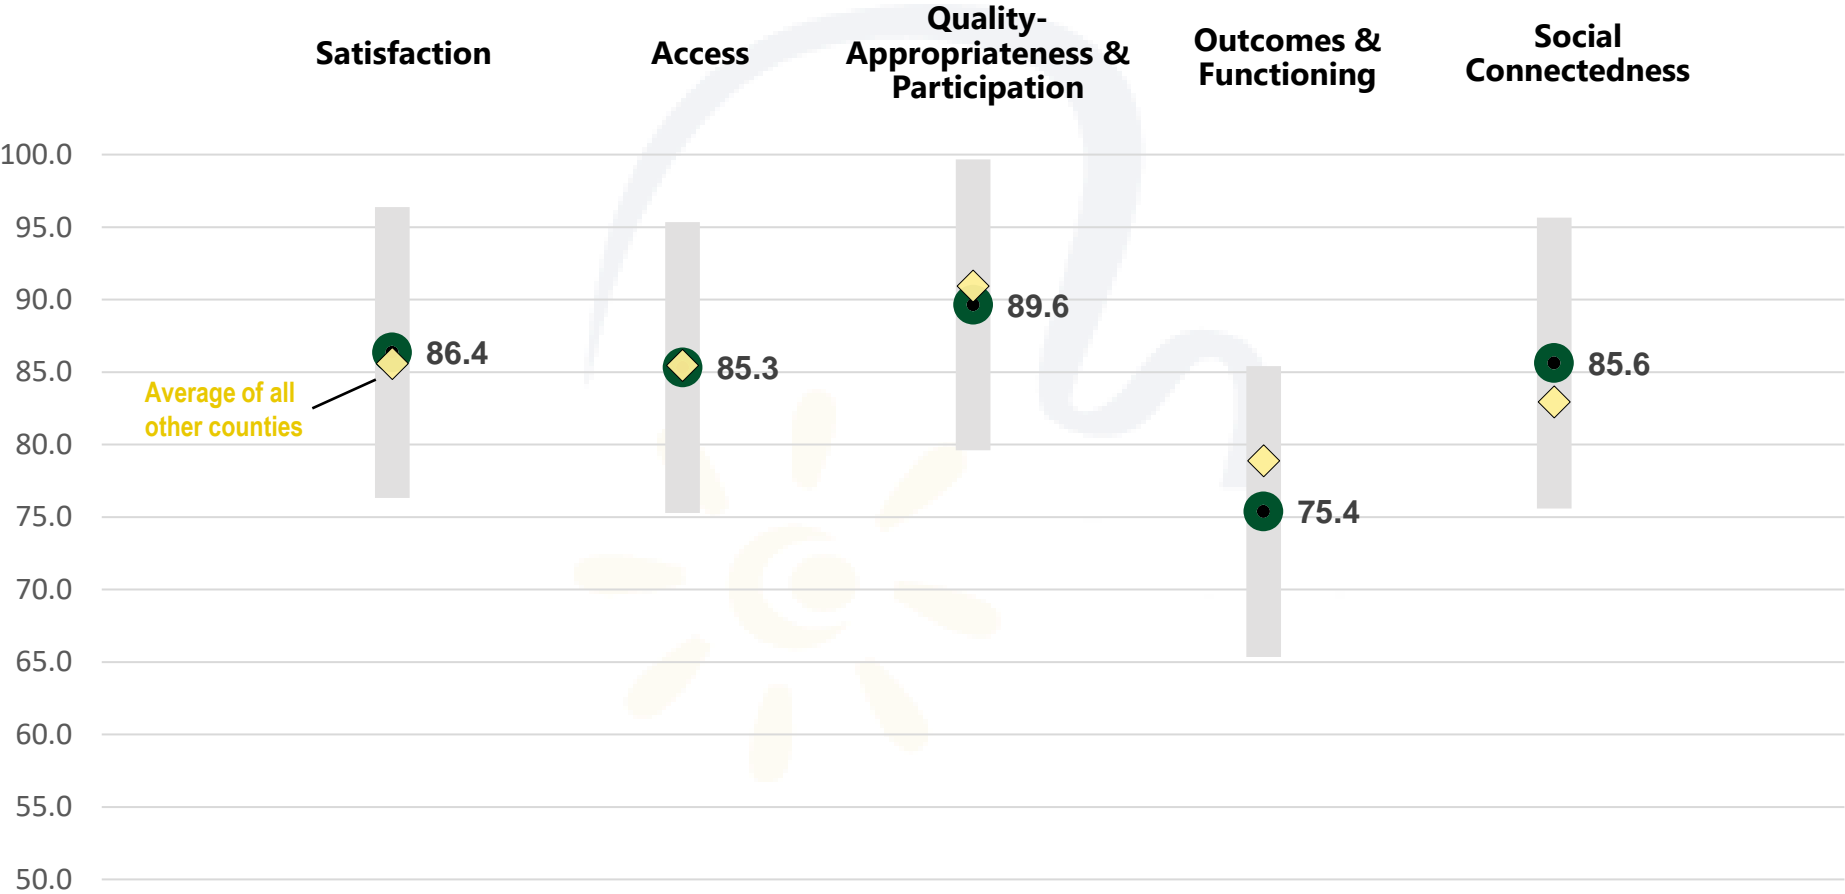 Satisfaction
Access
Quality-
Appropriateness &
Participation
Outcomes &
Functioning
Social
Connectedness
100.0
95.0
90.0
85.0
80.0
75.0
70.0
65.0
60.0
55.0
50.0
86.4
85.3
89.6
75.4
85.6
Average of all
other counties